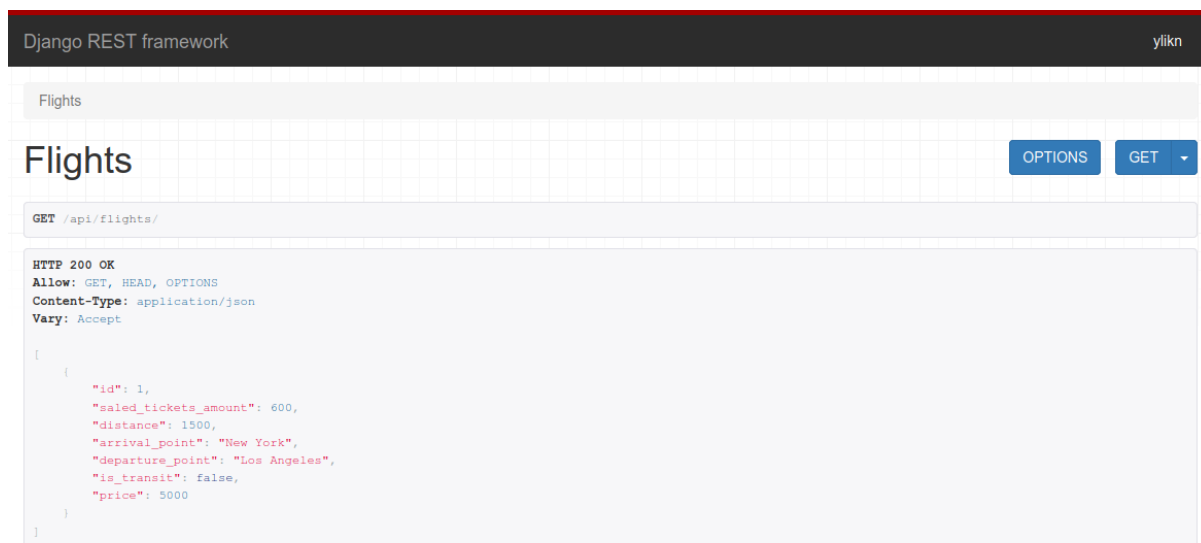 Django REST framework
ylikn
Flights
Flights
OPTIONS
GET
GET /api/flights/
HTTP 200 OK
Allow: GET, HEAD, OPTIONS
Content-Type: application/json
Vary: Accept
[
    {
        "id": 1,
        "saled_tickets_amount": 600,
        "distance": 1500,
        "arrival_point": "New York",
        "departure_point": "Los Angeles",
        "is_transit": false,
        "price": 5000
    }
]